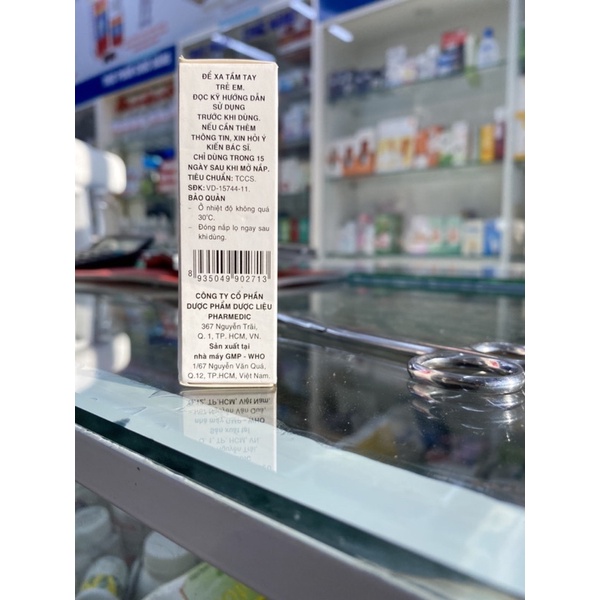 ĐỂ XA TẦM TAY
TRẺ EM.
ĐỌC KỸ HƯỚNG DẪN
SỬ DỤNG
TRƯỚC KHI DÙNG.
NẾU CẦN THÊM
THÔNG TIN, XIN HỎI Ý
KIẾN BÁC SĨ.
CHỈ DÙNG TRONG 15
NGÀY SAU KHI MỞ NẮP.
TIÊU CHUẨN: TCCS.
SĐK: VD-15744-11.
BẢO QUẢN
- Ở nhiệt độ không quá
30°C.
- Đóng nắp lọ ngay sau
khi dùng.
8 935049 902713
CÔNG TY CỔ PHẦN
DƯỢC PHẨM DƯỢC LIỆU
PHARMEDIC
367 Nguyễn Trãi,
Q. 1, TP. HCM, VN.
Sản xuất tại
nhà máy GMP - WHO
1/67 Nguyễn Văn Quá,
Q.12, TP.HCM, Việt Nam.